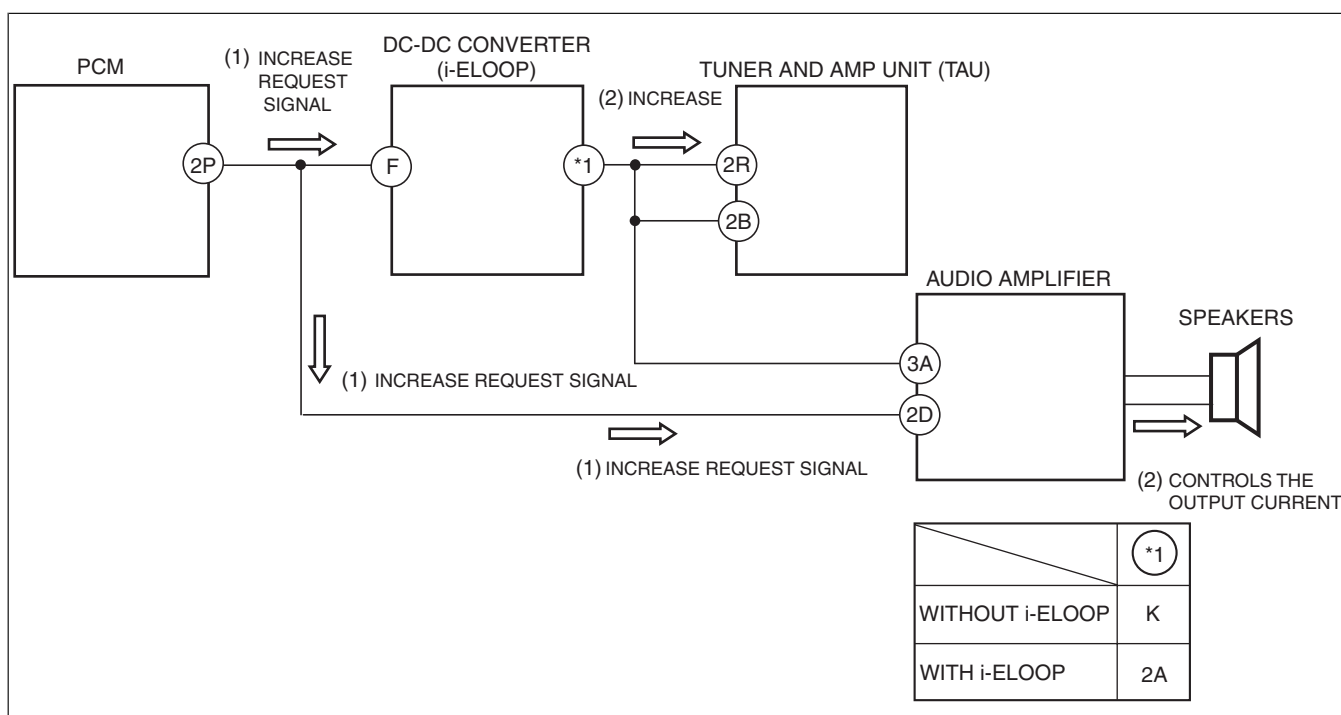 PCM
(1) INCREASE
REQUEST
SIGNAL
DC-DC CONVERTER
(i-ELOOP)
(2) INCREASE
TUNER AND AMP UNIT (TAU)
2P
F
*1
2R
2B
AUDIO AMPLIFIER
SPEAKERS
3A
(1) INCREASE REQUEST SIGNAL
2D
(1) INCREASE REQUEST SIGNAL
(2) CONTROLS THE
OUTPUT CURRENT
*1
WITHOUT i-ELOOP K
WITH i-ELOOP 2A